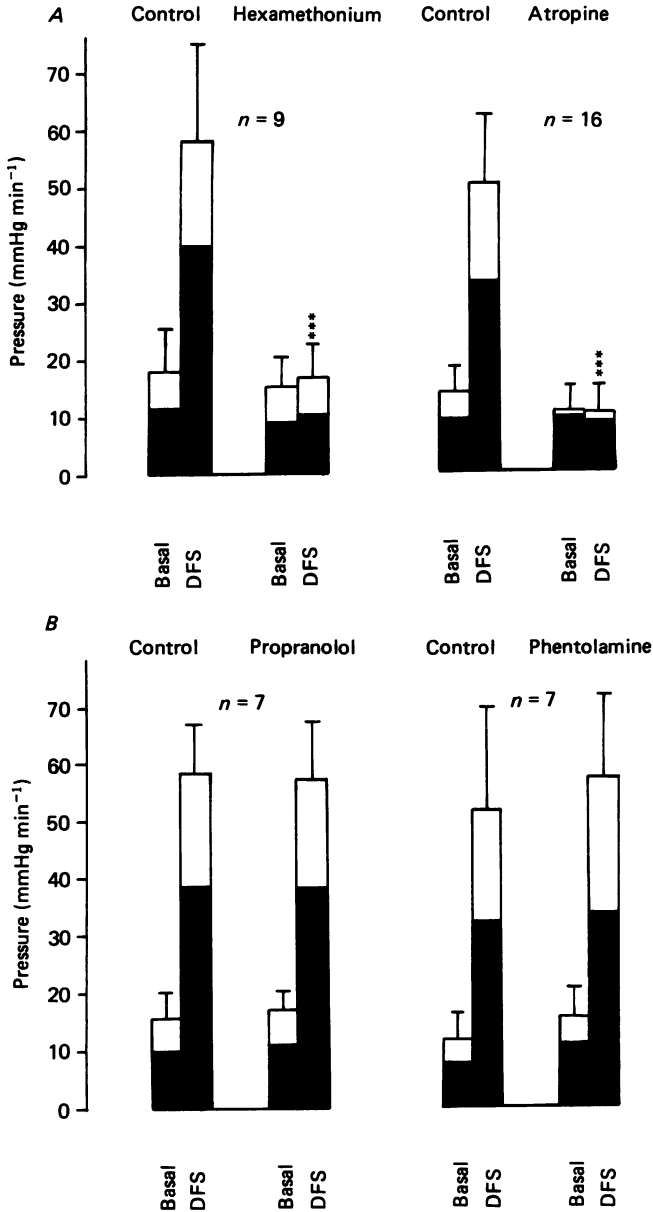 A Control Hexamethonium Control Atropine
70
60
50
40
30
20
10
0
Pressure (mmHg min⁻¹)
n = 9
n = 16
***
***
Basal DFS Basal DFS Basal DFS Basal DFS
B
Control Propranolol Control Phentolamine
70
60
50
40
30
20
10
0
Pressure (mmHg min⁻¹)
n = 7
n = 7
Basal DFS Basal DFS Basal DFS Basal DFS